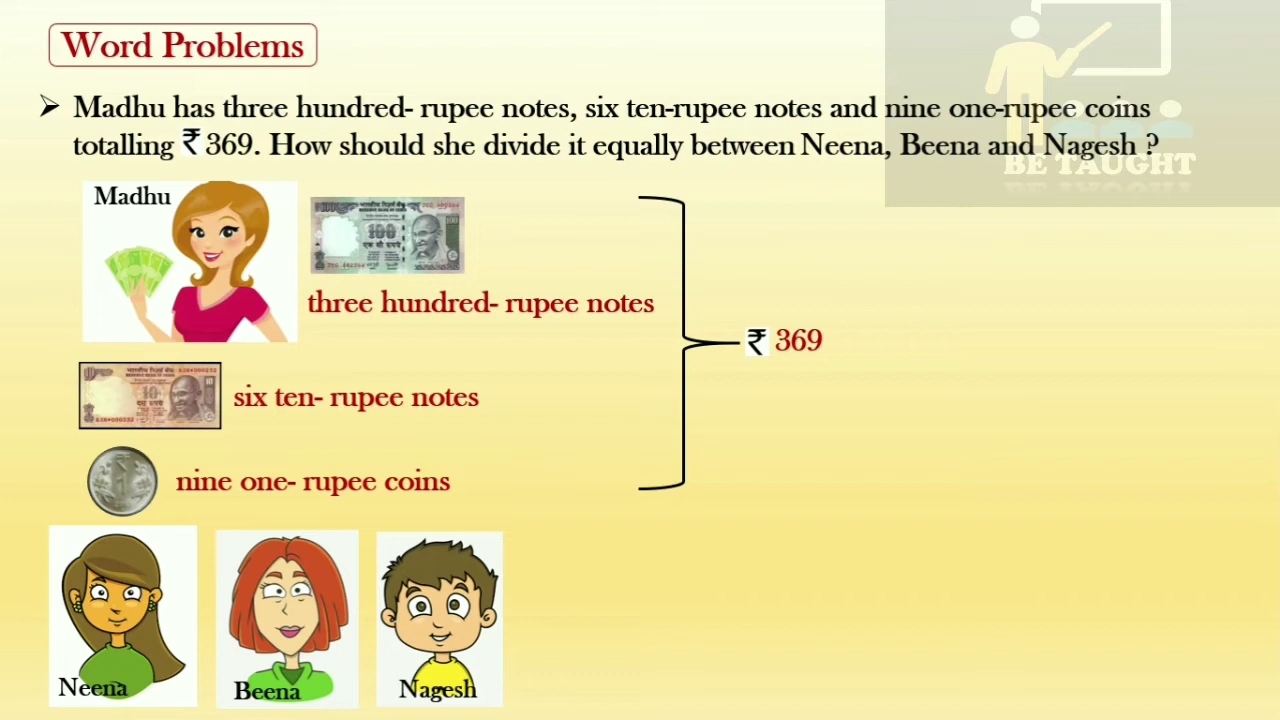 Word Problems
➢ Madhu has three hundred- rupee notes, six ten-rupee notes and nine one-rupee coins
totalling ₹ 369. How should she divide it equally between Neena, Beena and Nagesh ?
BE TAUGHT
Madhu
100
three hundred- rupee notes
₹ 369
10
six ten- rupee notes
nine one- rupee coins
Neena
Beena
Nagesh